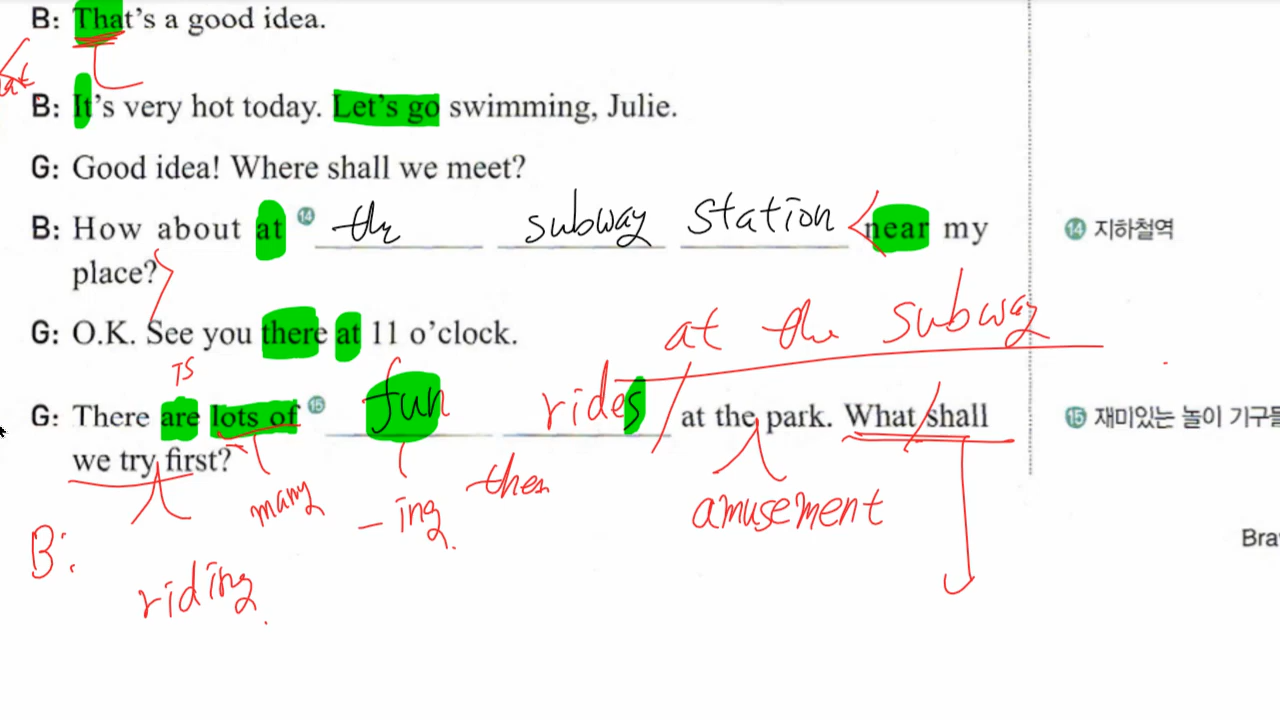 B: That's a good idea.
B: It's very hot today. Let's go swimming, Julie.
G: Good idea! Where shall we meet?
B: How about at ⑭ the subway station near my
⑭ 지하철역
place?
at the subway
G: O.K. See you there at 11 o'clock.
is
G: There are lots of ⑮ fun rides at the park. What shall
⑮ 재미있는 놀이 기구들
we try first?
many
-ing.
then
amusement
B:
riding.
Bra